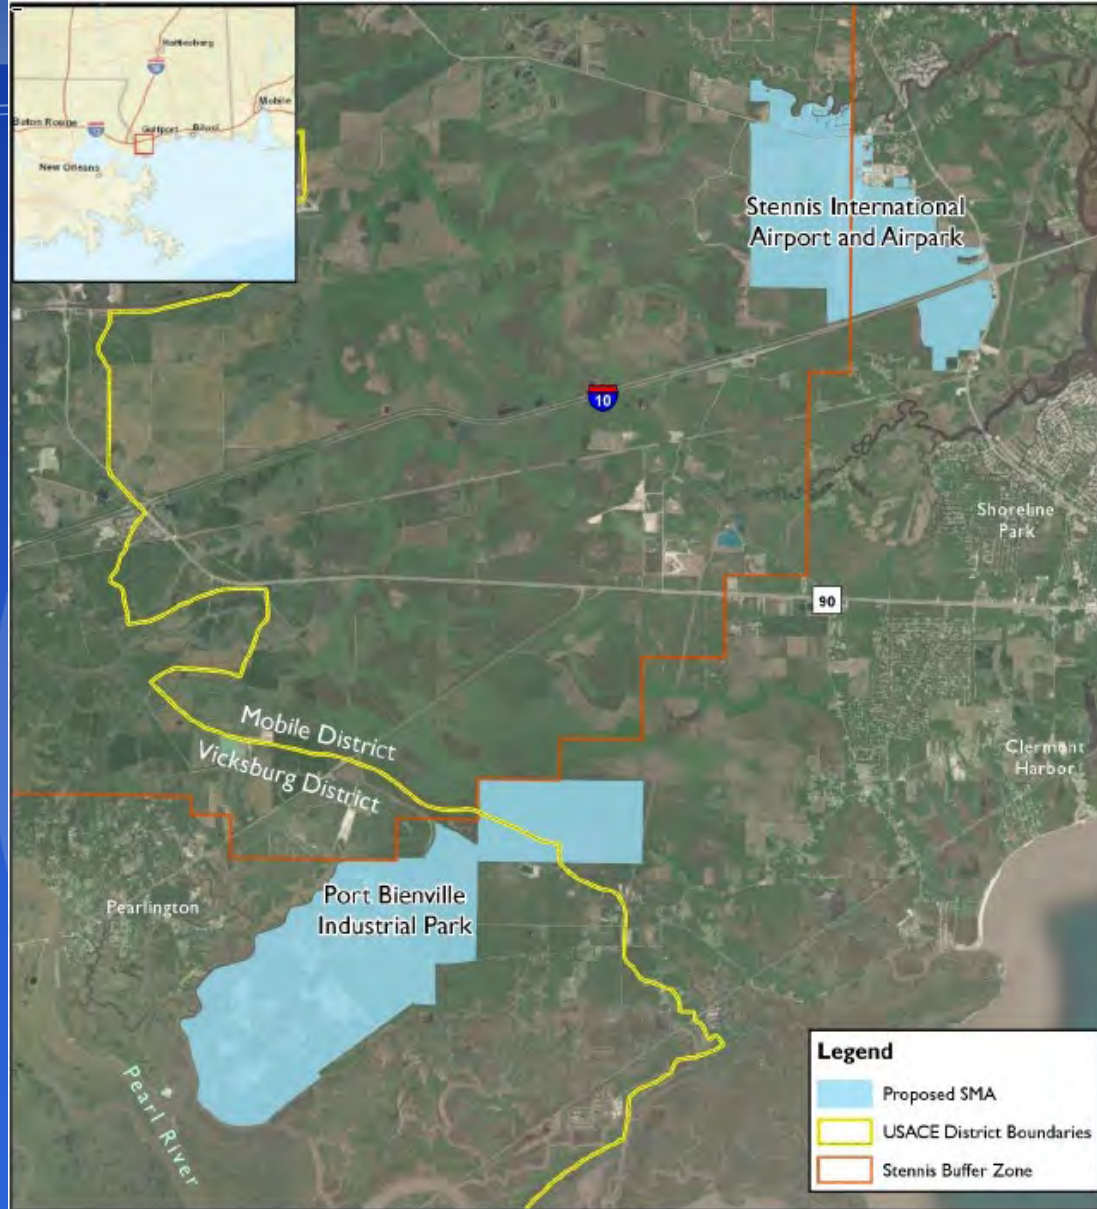 Hattiesburg
Mobile
Baton Rouge
Gulfport
Biloxi
New Orleans
Stennis International
Airport and Airpark
10
Shoreline
Park
90
Clermont
Harbor
Mobile District
Vicksburg District
Port Bienville
Industrial Park
Pearlington
Pearl River
Legend
Proposed SMA
USACE District Boundaries
Stennis Buffer Zone